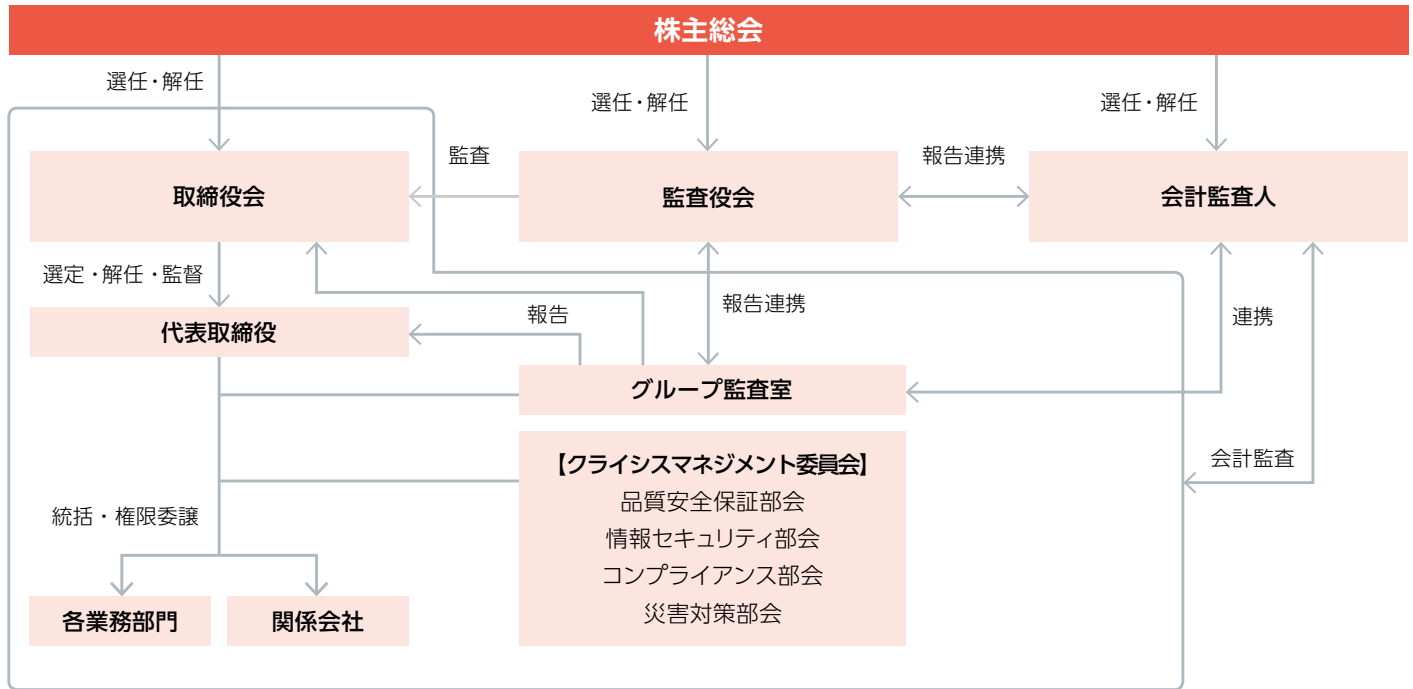 株主総会
選任・解任
選任・解任
選任・解任
取締役会
監査
監査役会
報告連携
会計監査人
選定・解任・監督
代表取締役
報告
報告連携
連携
グループ監査室
【クライシスマネジメント委員会】
品質安全保証部会
情報セキュリティ部会
コンプライアンス部会
災害対策部会
会計監査
統括・権限委譲
各業務部門
関係会社